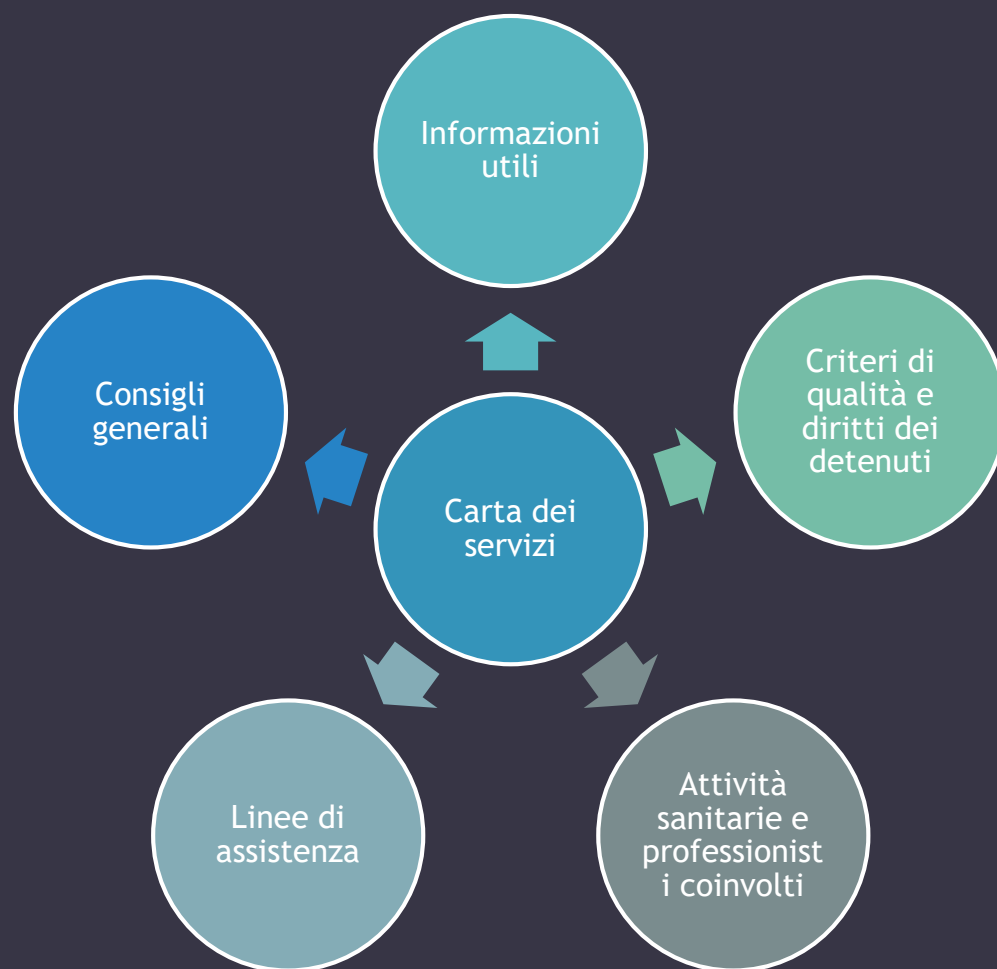 Informazioni
utili
Consigli
generali
Criteri di
qualità e
diritti dei
detenuti
Carta dei
servizi
Linee di
assistenza
Attività
sanitarie e
professionist
i coinvolti